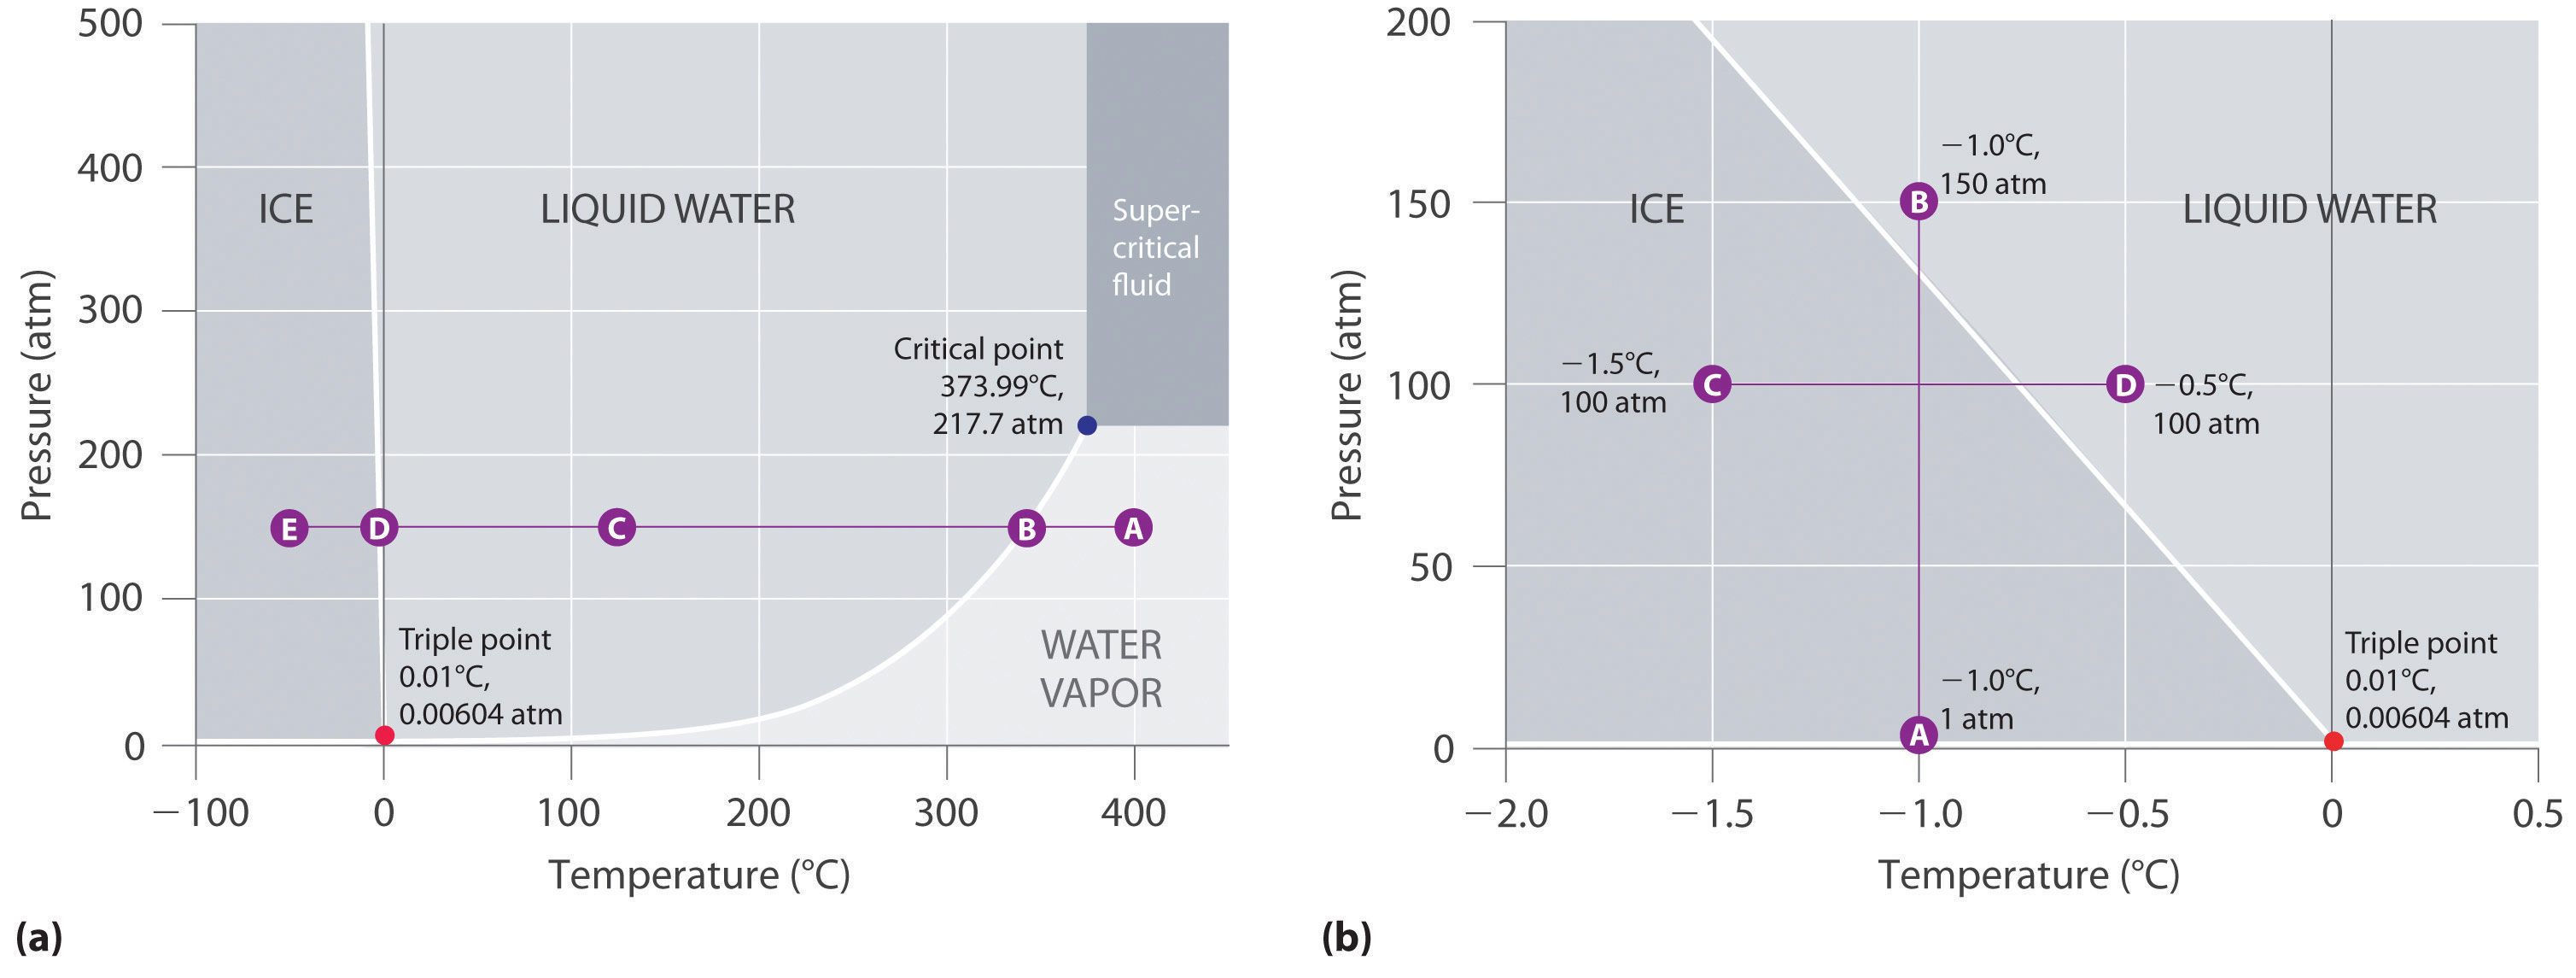 500
400
300
200
100
0
Pressure (atm)
ICE
LIQUID WATER
Super-
critical
fluid
Critical point
373.99°C,
217.7 atm
E
D
C
B
A
Triple point
0.01°C,
0.00604 atm
WATER
VAPOR
−100
0
100
200
300
400
Temperature (°C)
(a)
200
150
100
50
0
Pressure (atm)
−1.0°C,
150 atm
B
ICE
LIQUID WATER
−1.5°C,
100 atm
C
D
−0.5°C,
100 atm
−1.0°C,
1 atm
A
Triple point
0.01°C,
0.00604 atm
−2.0
−1.5
−1.0
−0.5
0
0.5
Temperature (°C)
(b)